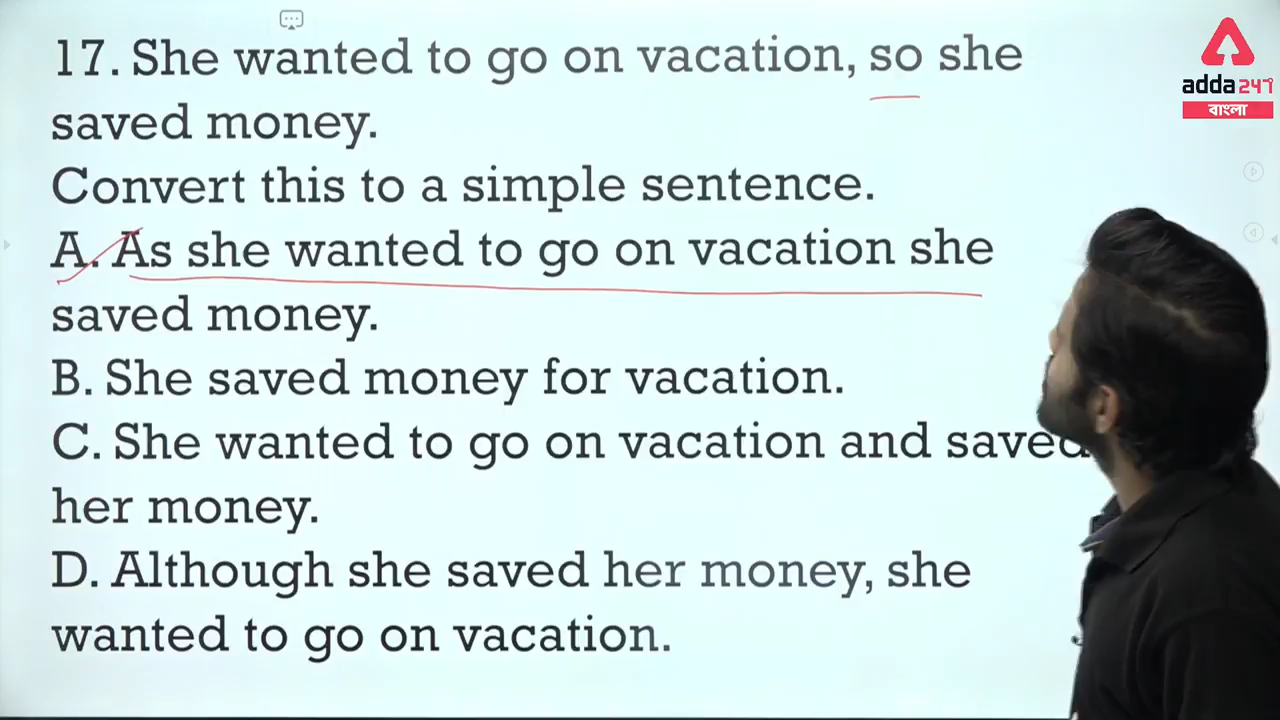 17. She wanted to go on vacation, so she
saved money.
Convert this to a simple sentence.
A. As she wanted to go on vacation she
saved money.
B. She saved money for vacation.
C. She wanted to go on vacation and saved
her money.
D. Although she saved her money, she
wanted to go on vacation.
adda247
বাংলা